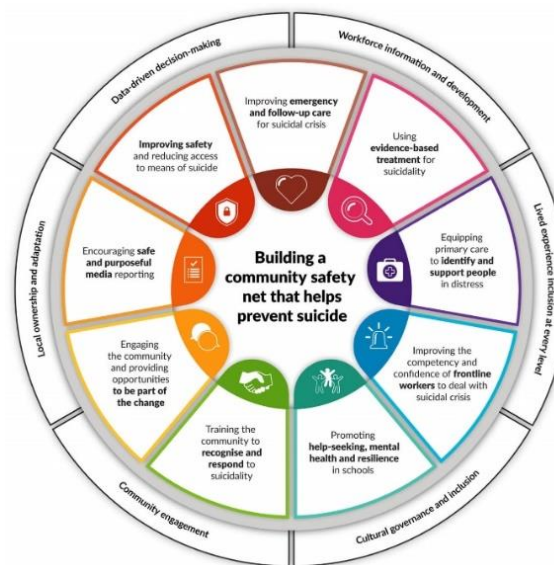 Data-driven decision-making
Workforce information and development
Lived experience inclusion at every level
Cultural governance and inclusion
Community engagement
Local ownership and adaptation
Improving emergency
and follow-up care
for suicidal crisis
Using
evidence-based
treatment for
suicidality
Equipping
primary care
to identify and
support people
in distress
Improving the
competency and
confidence of frontline
workers to deal with
suicidal crisis
Promoting
help-seeking, mental
health and resilience
in schools
Training the
community to
recognise and
respond to
suicidality
Engaging
the community
and providing
opportunities
to be part of
the change
Encouraging safe
and purposeful
media reporting
Improving safety
and reducing access
to means of suicide
Building a
community safety
net that helps
prevent suicide